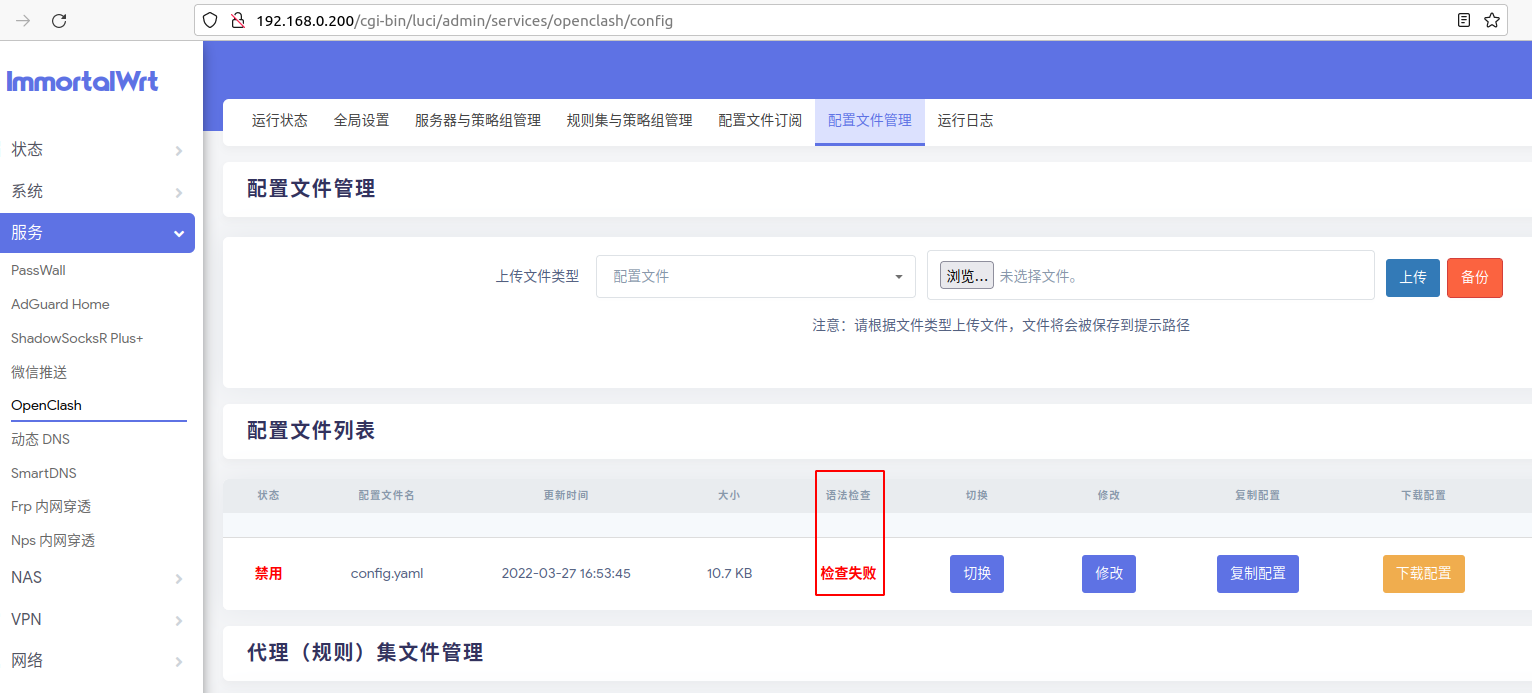 192.168.0.200/cgi-bin/luci/admin/services/openclash/config
ImmortalWrt
运行状态 全局设置 服务器与策略组管理 规则集与策略组管理 配置文件订阅 配置文件管理 运行日志
状态
系统
服务
PassWall
AdGuard Home
ShadowSocksR Plus+
微信推送
OpenClash
动态 DNS
SmartDNS
Frp 内网穿透
Nps 内网穿透
NAS
VPN
网络
配置文件管理
上传文件类型 配置文件 浏览... 未选择文件。 上传 备份
注意：请根据文件类型上传文件，文件将会被保存到提示路径
配置文件列表
状态 配置文件名 更新时间 大小 语法检查 切换 修改 复制配置 下载配置
禁用 config.yaml 2022-03-27 16:53:45 10.7 KB 检查失败 切换 修改 复制配置 下载配置
代理（规则）集文件管理